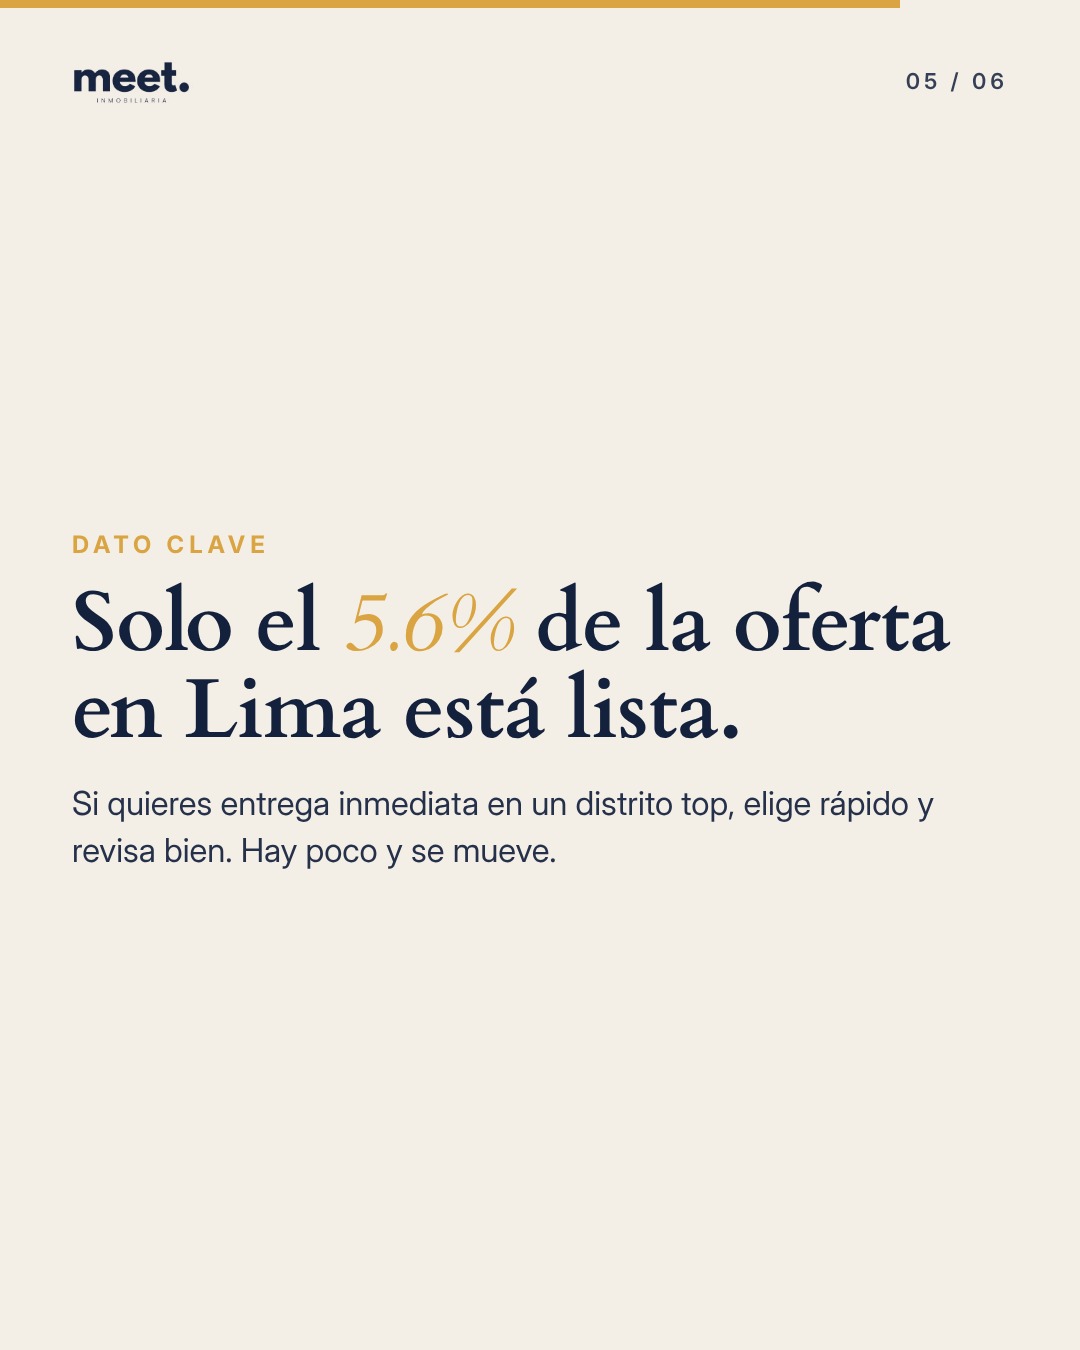 meet.
INMOBILIARIA
05 / 06
DATO CLAVE
Solo el 5.6% de la oferta
en Lima está lista.
Si quieres entrega inmediata en un distrito top, elige rápido y
revisa bien. Hay poco y se mueve.